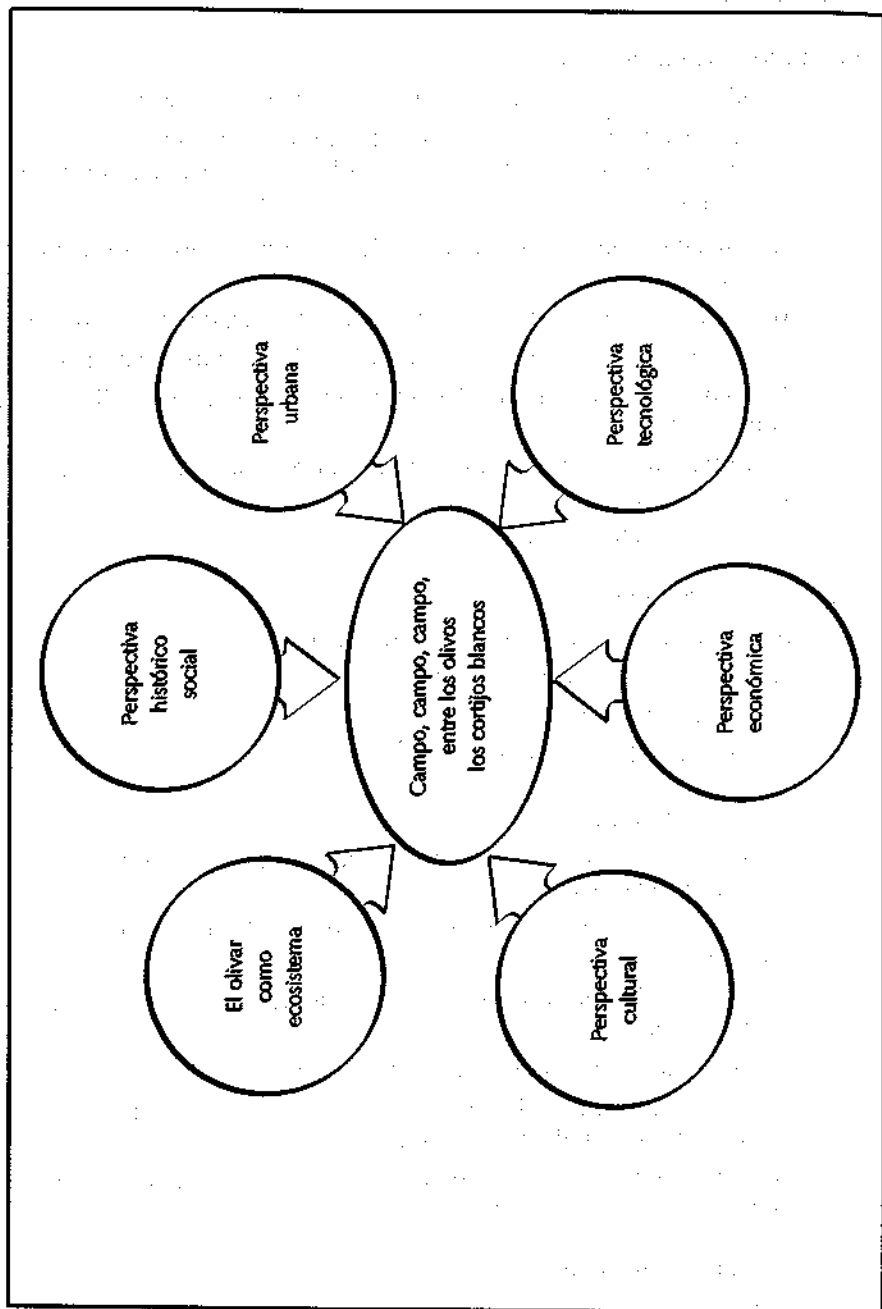 El olivar
como
ecosistema
Perspectiva
histórico
social
Perspectiva
urbana
Campo, campo, campo,
entre los olivos
los cortijos blancos
Perspectiva
cultural
Perspectiva
económica
Perspectiva
tecnológica